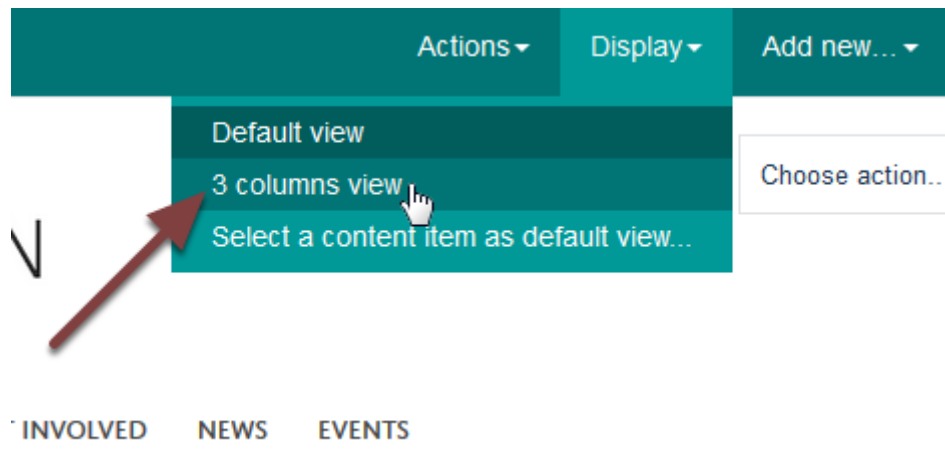 Actions Display Add new...
Default view
3 columns view
Choose action..
Select a content item as default view...
N
INVOLVED NEWS EVENTS